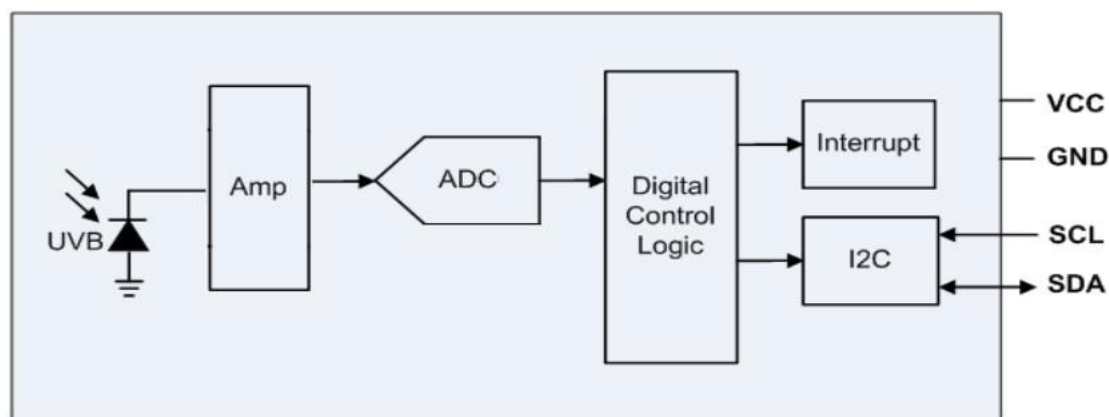 UVB
Amp
ADC
Digital
Control
Logic
Interrupt
I2C
VCC
GND
SCL
SDA